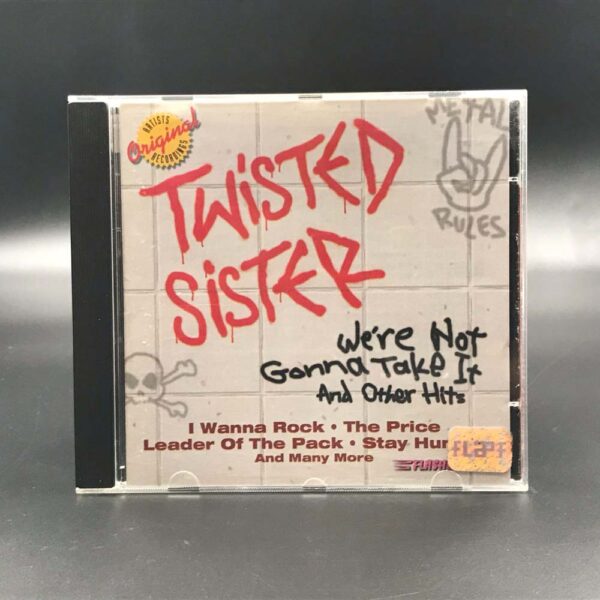 ARTISTS
Original
RECORDINGS
METAL
RULES
TWiSTED
SiSTER
We're Not
Gonna Take It
And Other Hits
I Wanna Rock • The Price
Leader Of The Pack • Stay Hun
And Many More
FLASH